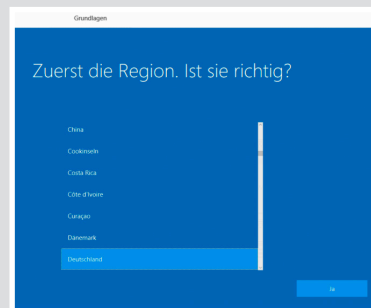 Grundlagen
Zuerst die Region. Ist sie richtig?
China
Cookinseln
Costa Rica
Côte d'Ivoire
Curaçao
Dänemark
Deutschland
Ja